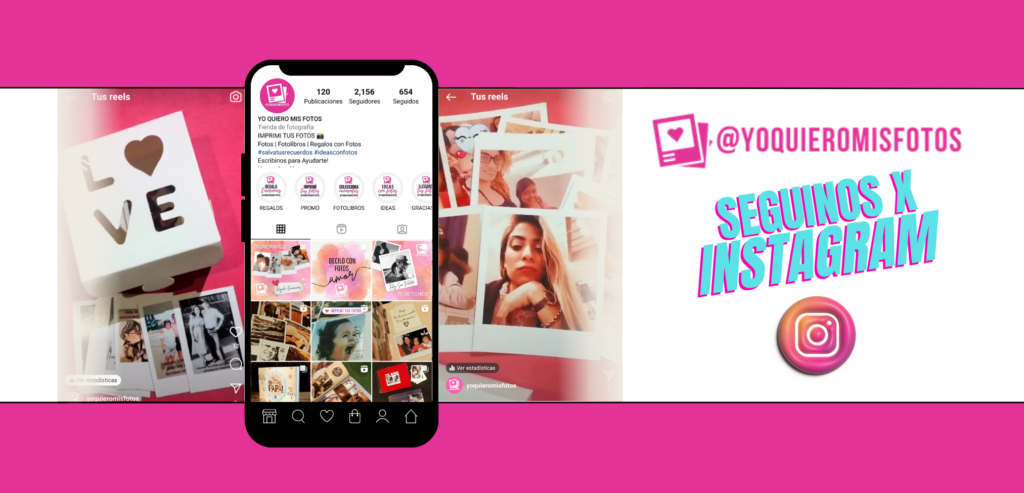 Tus reels
L
VE
Ver estadísticas
yoquieromisfotos
120
Publicaciones
2,156
Seguidores
654
Seguidos
YO QUIERO MIS FOTOS
Tienda de fotografía
IMPRIMI TUS FOTOS
Fotos | Fotolibros | Regalos con Fotos
#salvatusrecuerdos #ideasconfotos
Escribinos para Ayudarte!
REGALOS
PROMO
FOTOLIBROS
IDEAS
GRACIAS
DECILO CON
FOTOS
amor
IMPRIMI TUS FOTOS
Tus reels
Ver estadísticas
yoquieromisfotos
@YOQUIEROMISFOTOS
SEGUINOS X
INSTAGRAM